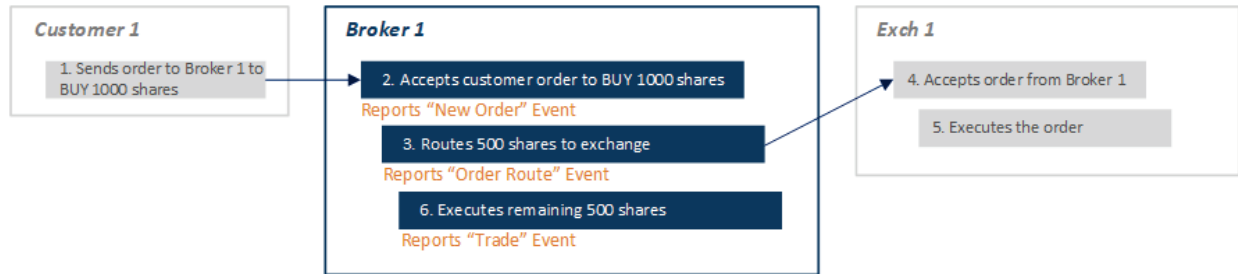 Customer 1
1. Sends order to Broker 1 to
BUY 1000 shares
Broker 1
2. Accepts customer order to BUY 1000 shares
Reports “New Order” Event
3. Routes 500 shares to exchange
Reports “Order Route” Event
6. Executes remaining 500 shares
Reports “Trade” Event
Exch 1
4. Accepts order from Broker 1
5. Executes the order